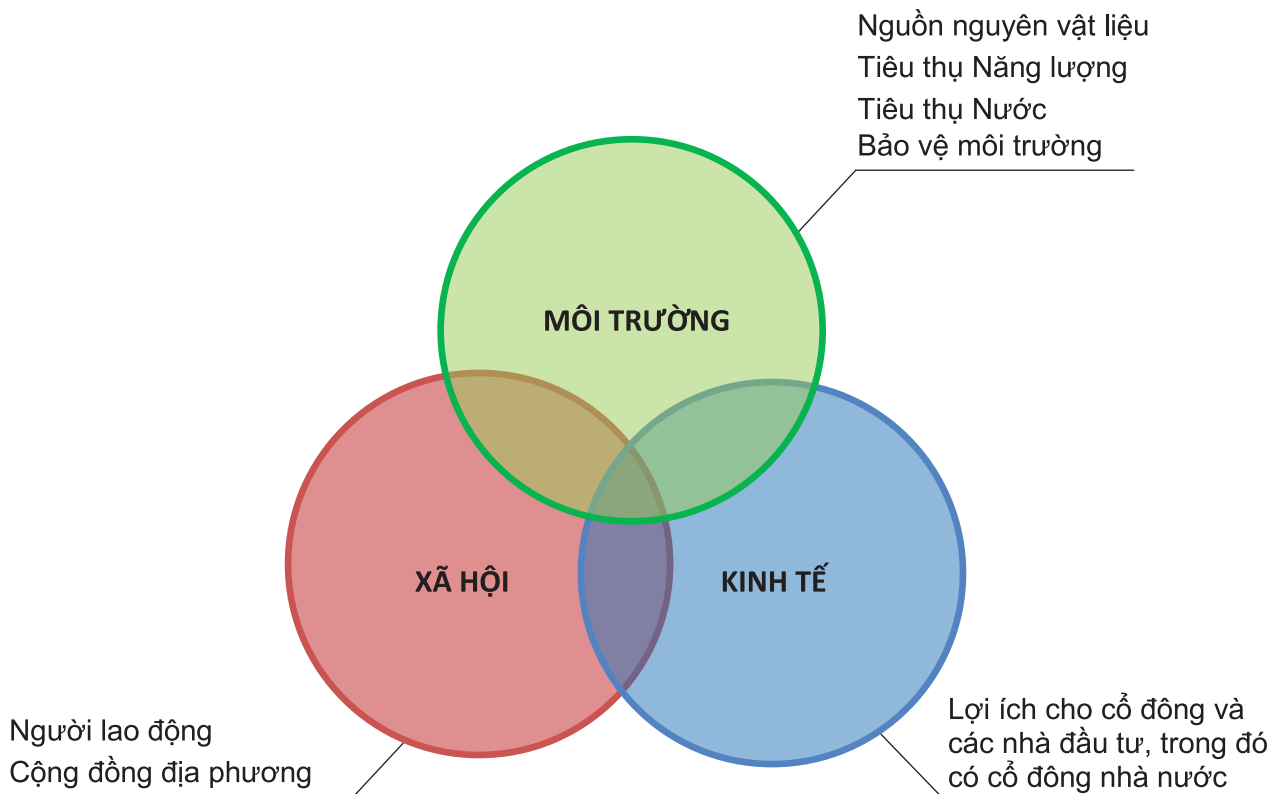 Nguồn nguyên vật liệu
Tiêu thụ Năng lượng
Tiêu thụ Nước
Bảo vệ môi trường
MÔI TRƯỜNG
XÃ HỘI
KINH TẾ
Người lao động
Cộng đồng địa phương
Lợi ích cho cổ đông và
các nhà đầu tư, trong đó
có cổ đông nhà nước